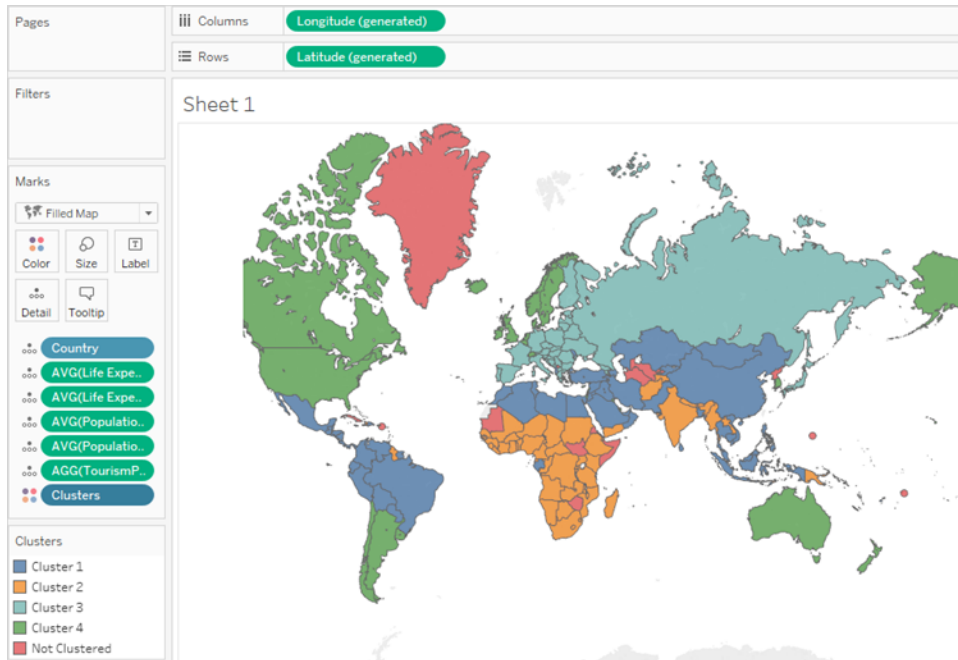 Pages
Columns
Longitude (generated)
Rows
Latitude (generated)
Filters
Sheet 1
Marks
Filled Map
Color
Size
Label
T
Detail
Tooltip
Country
AVG(Life Expe..
AVG(Life Expe..
AVG(Populatio..
AVG(Populatio..
AGG(TourismP..
Clusters
Clusters
Cluster 1
Cluster 2
Cluster 3
Cluster 4
Not Clustered